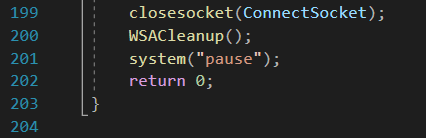 199 closesocket(ConnectSocket);
200 WSACleanup();
201 system("pause");
202 return 0;
203 }
204